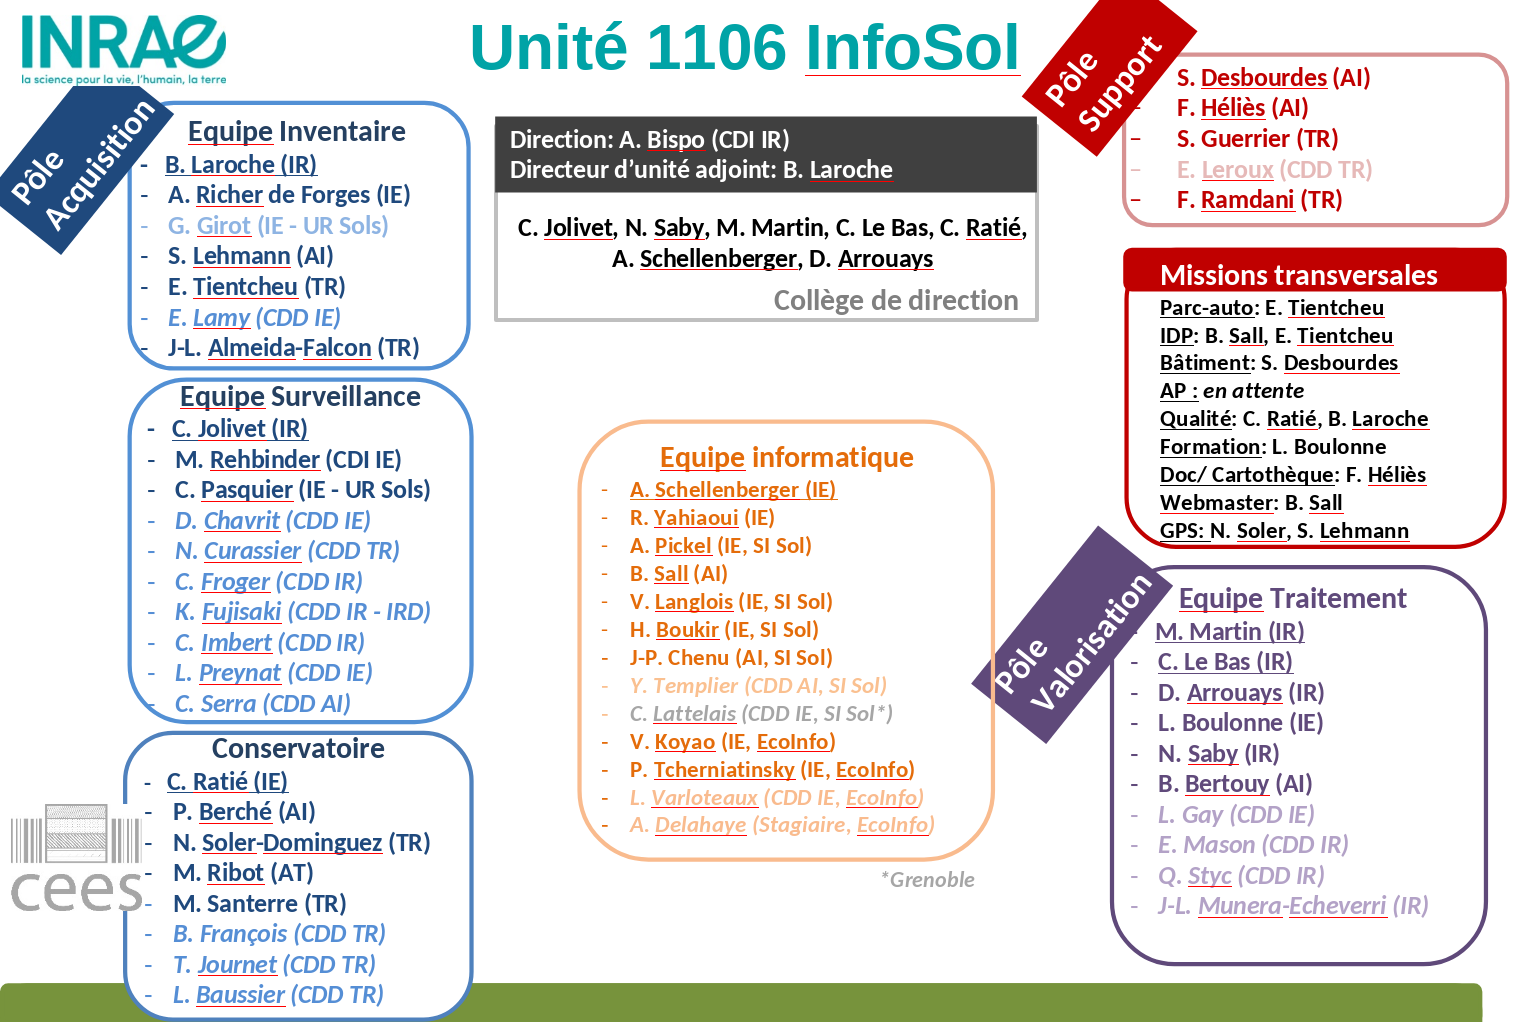 INRAE
la science pour la vie, l'humain, la terre
Unité 1106 InfoSol
Pôle
Acquisition
Equipe Inventaire
- B. Laroche (IR)
- A. Richer de Forges (IE)
- G. Girot (IE - UR Sols)
- S. Lehmann (AI)
- E. Tientcheu (TR)
- E. Lamy (CDD IE)
- J-L. Almeida-Falcon (TR)
Equipe Surveillance
- C. Jolivet (IR)
- M. Rehbinder (CDI IE)
- C. Pasquier (IE - UR Sols)
- D. Chavrit (CDD IE)
- N. Curassier (CDD TR)
- C. Froger (CDD IR)
- K. Fujisaki (CDD IR - IRD)
- C. Imbert (CDD IR)
- L. Preynat (CDD IE)
- C. Serra (CDD AI)
Conservatoire
- C. Ratié (IE)
- P. Berché (AI)
- N. Soler-Dominguez (TR)
- M. Ribot (AT)
- M. Santerre (TR)
- B. François (CDD TR)
- T. Journet (CDD TR)
- L. Baussier (CDD TR)
cees
Direction: A. Bispo (CDI IR)
Directeur d'unité adjoint: B. Laroche
C. Jolivet, N. Saby, M. Martin, C. Le Bas, C. Ratié,
A. Schellenberger, D. Arrouays
Collège de direction
Equipe informatique
- A. Schellenberger (IE)
- R. Yahiaoui (IE)
- A. Pickel (IE, SI Sol)
- B. Sall (AI)
- V. Langlois (IE, SI Sol)
- H. Boukir (IE, SI Sol)
- J-P. Chenu (AI, SI Sol)
- Y. Templier (CDD AI, SI Sol)
- C. Lattelais (CDD IE, SI Sol*)
- V. Koyao (IE, EcoInfo)
- P. Tcherniatinsky (IE, EcoInfo)
- L. Varloteaux (CDD IE, EcoInfo)
- A. Delahaye (Stagiaire, EcoInfo)
*Grenoble
Pôle
Support
S. Desbourdes (AI)
- F. Héliès (AI)
- S. Guerrier (TR)
- E. Leroux (CDD TR)
- F. Ramdani (TR)
Missions transversales
Parc-auto: E. Tientcheu
IDP: B. Sall, E. Tientcheu
Bâtiment: S. Desbourdes
AP : en attente
Qualité: C. Ratié, B. Laroche
Formation: L. Boulonne
Doc/ Cartothèque: F. Héliès
Webmaster: B. Sall
GPS: N. Soler, S. Lehmann
Pôle
Valorisation
Equipe Traitement
- M. Martin (IR)
- C. Le Bas (IR)
- D. Arrouays (IR)
- L. Boulonne (IE)
- N. Saby (IR)
- B. Bertouy (AI)
- L. Gay (CDD IE)
- E. Mason (CDD IR)
- Q. Styc (CDD IR)
- J-L. Munera-Echeverri (IR)